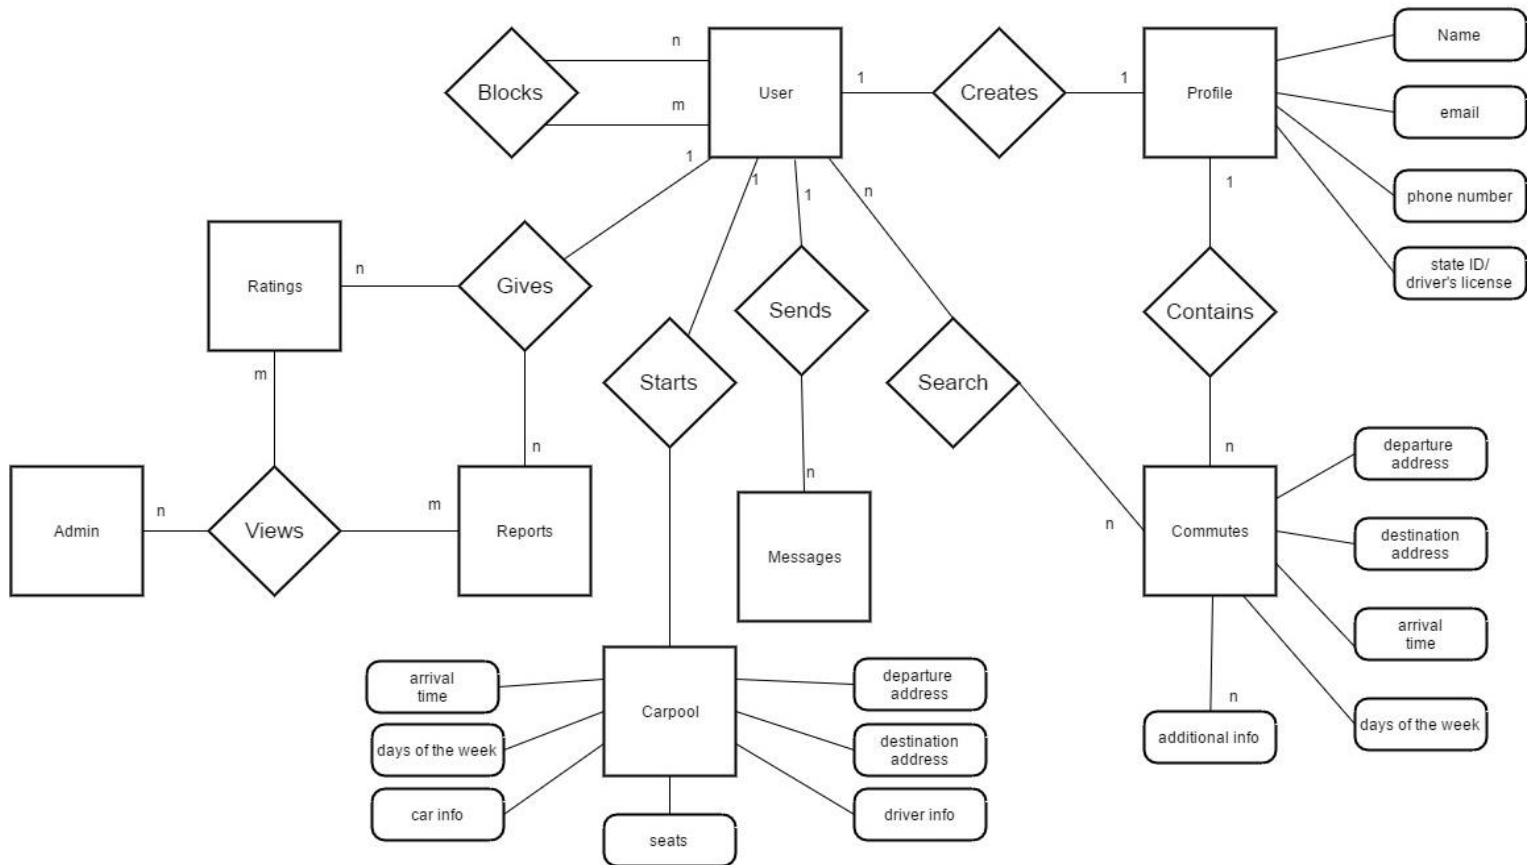 Name
n
Blocks
User
1
Creates
1
Profile
m
email
1
1
1
n
1
phone number
Ratings
n
Gives
state ID/
driver's license
Sends
Contains
m
Starts
Search
n
n
n
departure
address
n
m
n
Admin
Views
Reports
Messages
Commutes
destination
address
arrival
time
arrival
time
Carpool
departure
address
n
days of the week
destination
address
additional info
days of the week
car info
driver info
seats